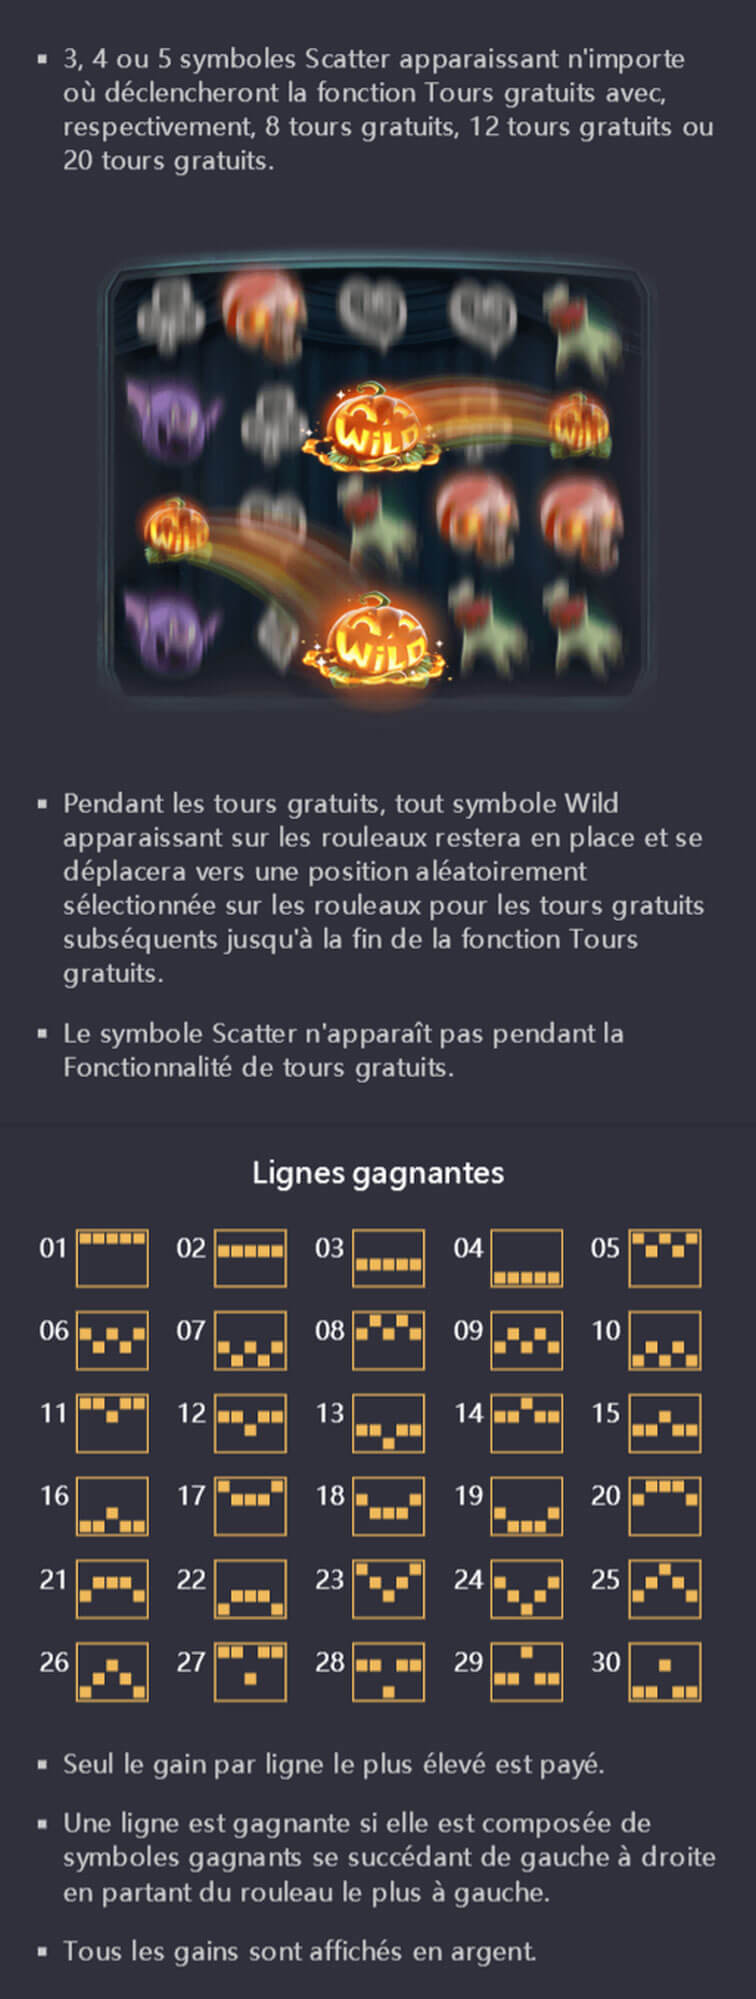 ▪ 3, 4 ou 5 symboles Scatter apparaissant n'importe
où déclencheront la fonction Tours gratuits avec,
respectivement, 8 tours gratuits, 12 tours gratuits ou
20 tours gratuits.
WILD
WILD
WILD
WILD
▪ Pendant les tours gratuits, tout symbole Wild
apparaissant sur les rouleaux restera en place et se
déplacera vers une position aléatoirement
sélectionnée sur les rouleaux pour les tours gratuits
subséquents jusqu'à la fin de la fonction Tours
gratuits.
▪ Le symbole Scatter n'apparaît pas pendant la
Fonctionnalité de tours gratuits.
Lignes gagnantes
01 02 03 04 05
06 07 08 09 10
11 12 13 14 15
16 17 18 19 20
21 22 23 24 25
26 27 28 29 30
▪ Seul le gain par ligne le plus élevé est payé.
▪ Une ligne est gagnante si elle est composée de
symboles gagnants se succédant de gauche à droite
en partant du rouleau le plus à gauche.
▪ Tous les gains sont affichés en argent.